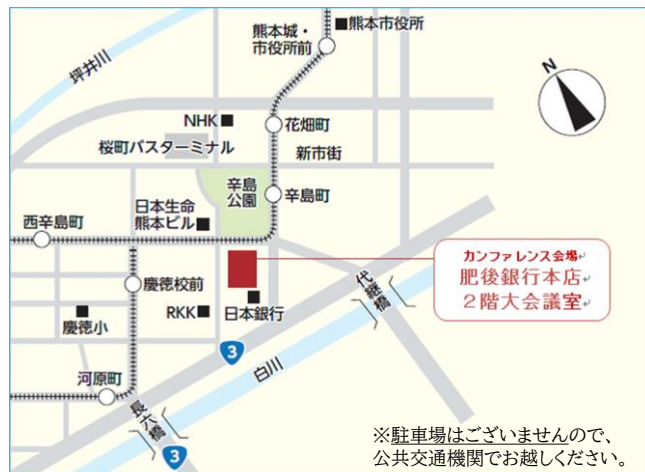 熊本城・
市役所前
■熊本市役所
坪井川
N
NHK■
花畑町
桜町バスターミナル
新市街
辛島
公園
辛島町
日本生命
熊本ビル■
西辛島町
カンファレンス会場
肥後銀行本店
２階大会議室
慶徳校前
代継橋
RKK■
日本銀行
慶徳小
3
白川
河原町
長六橋
3
※駐車場はございませんので、
公共交通機関でお越しください。